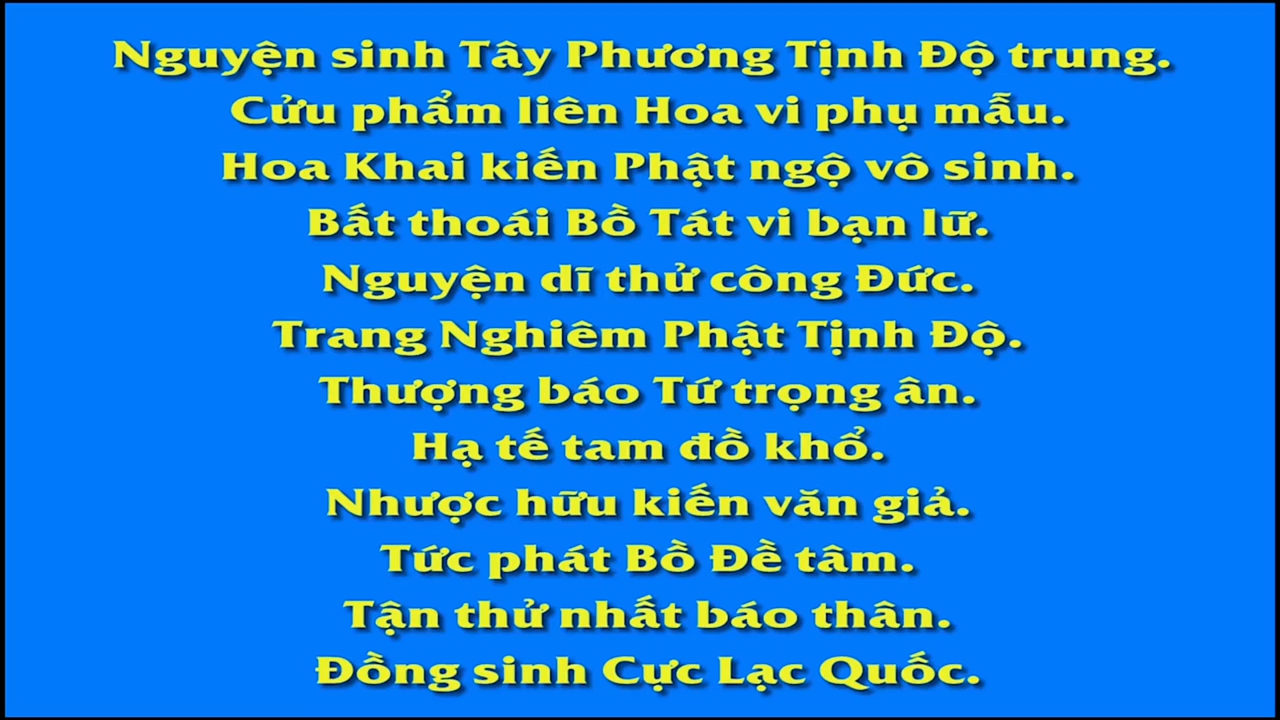 Nguyện sinh Tây Phương Tịnh Độ trung.
Cửu phẩm liên Hoa vi phụ mẫu.
Hoa Khai kiến Phật ngộ vô sinh.
Bất thoái Bồ Tát vi bạn lữ.
Nguyện dĩ thử công Đức.
Trang Nghiêm Phật Tịnh Độ.
Thượng báo Tứ trọng ân.
Hạ tế tam đồ khổ.
Nhược hữu kiến văn giả.
Tức phát Bồ Đề tâm.
Tận thử nhất báo thân.
Đồng sinh Cực Lạc Quốc.